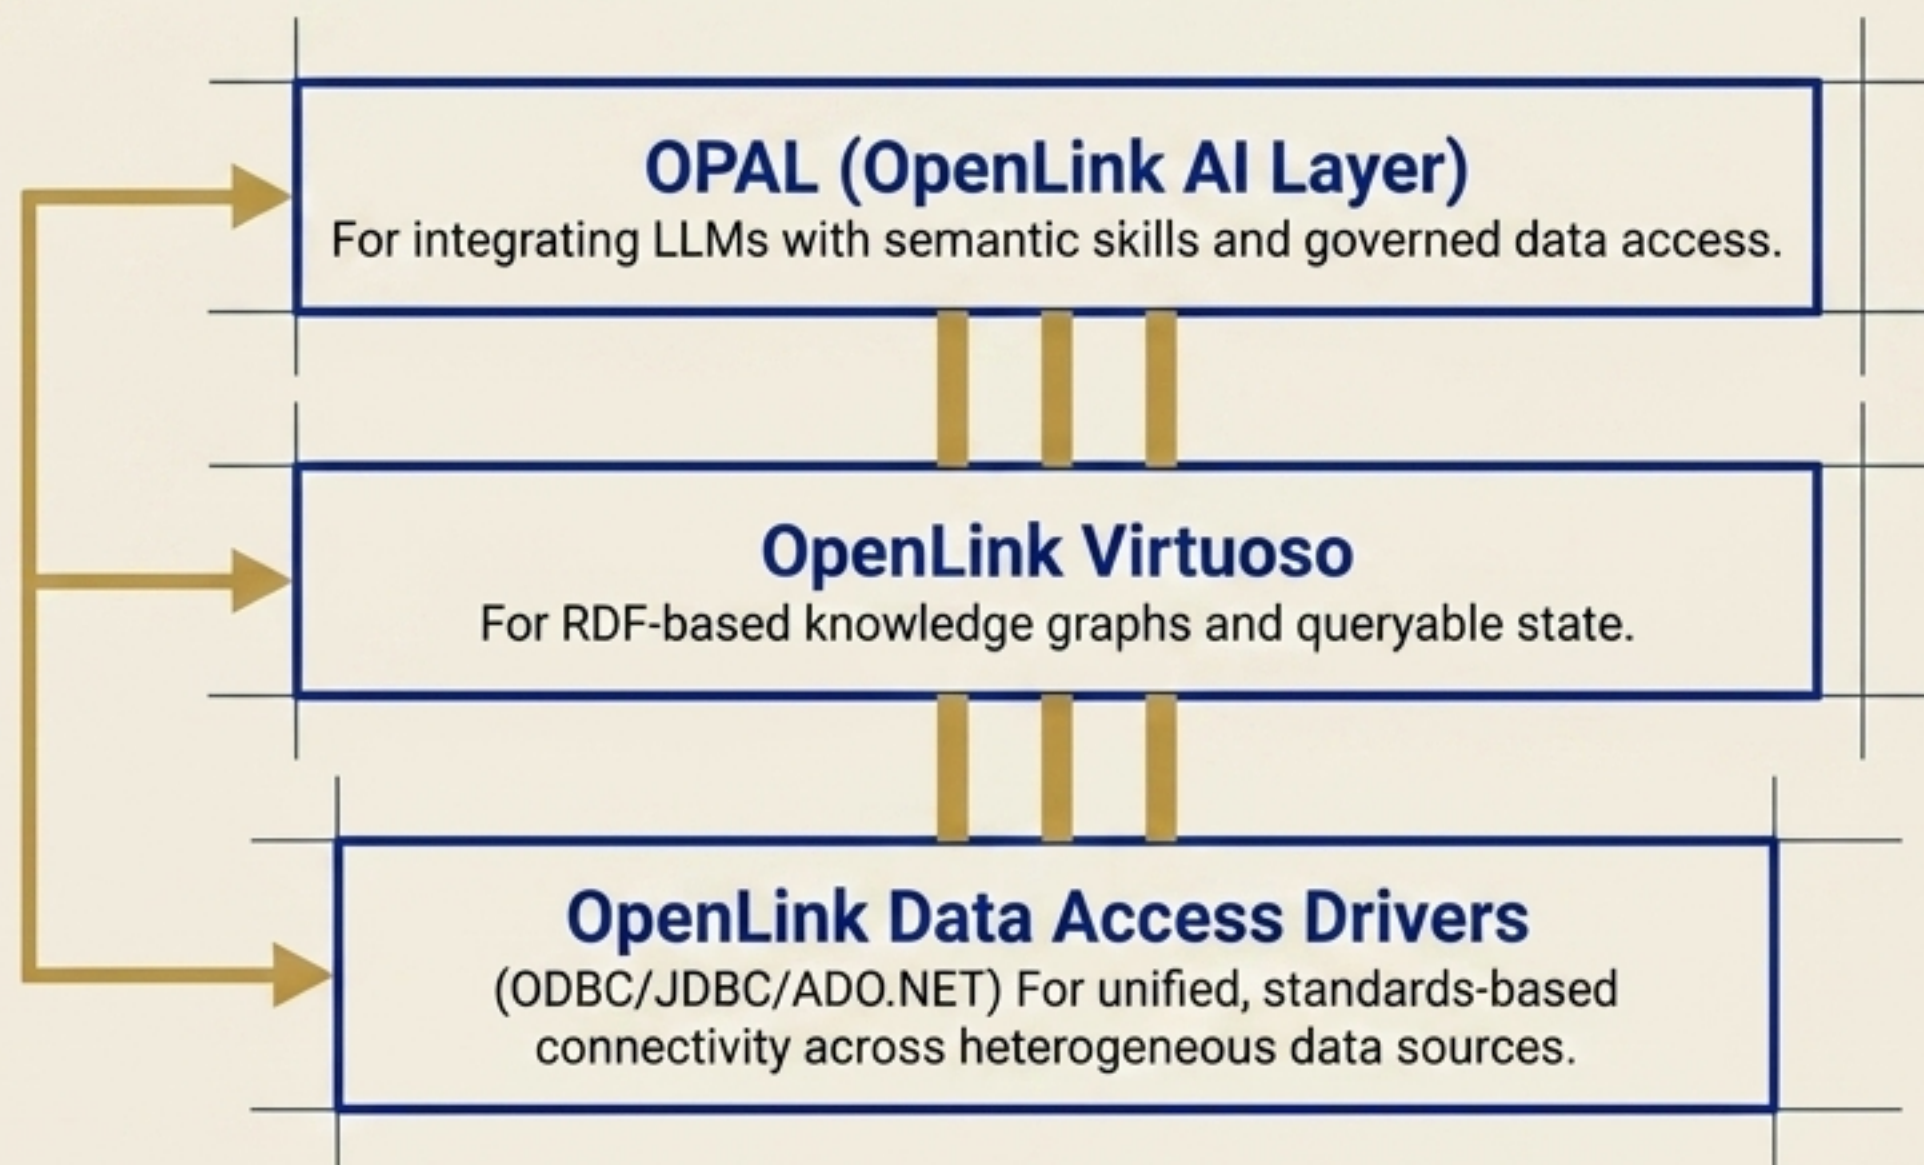 OPAL (OpenLink AI Layer)
For integrating LLMs with semantic skills and governed data access.
OpenLink Virtuoso
For RDF-based knowledge graphs and queryable state.
OpenLink Data Access Drivers
(ODBC/JDBC/ADO.NET) For unified, standards-based
connectivity across heterogeneous data sources.